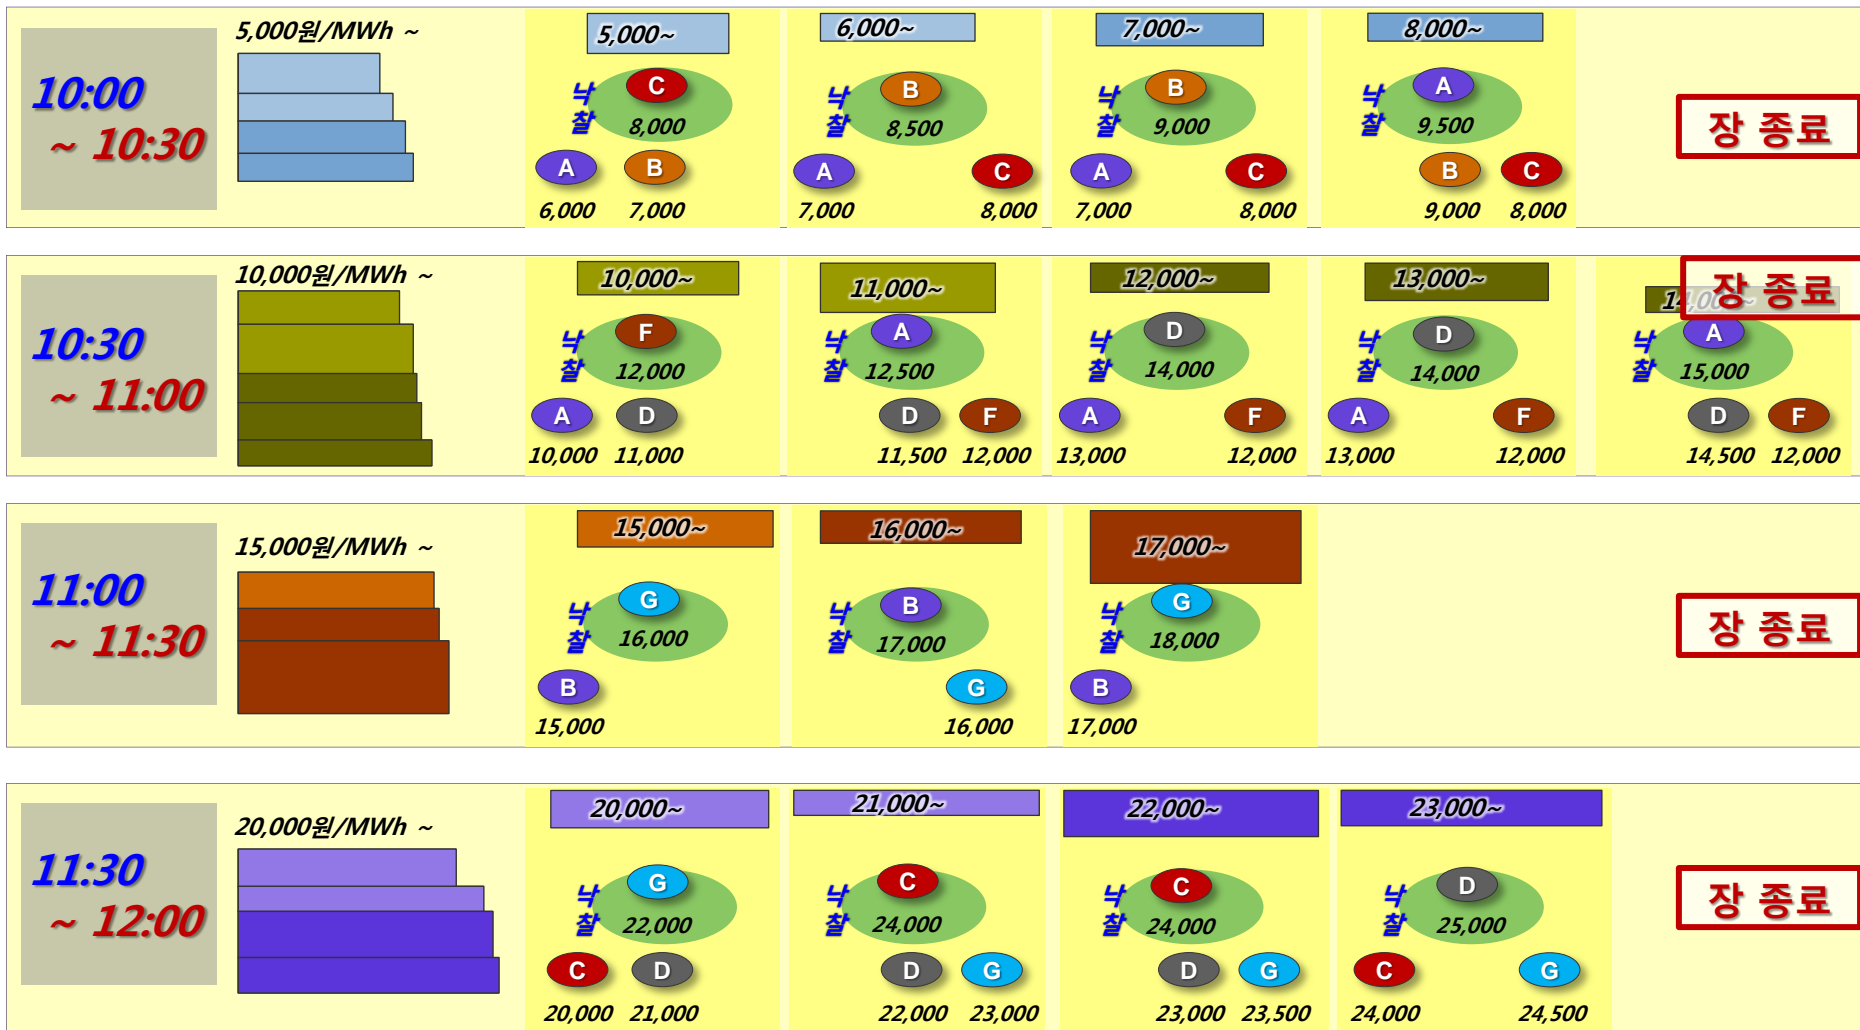 10:00
~ 10:30
5,000원/MWh ~
5,000~
낙찰
C
8,000
A
B
6,000 7,000
6,000~
낙찰
B
8,500
A
C
7,000 8,000
7,000~
낙찰
B
9,000
A
C
7,000 8,000
8,000~
낙찰
A
9,500
B
C
9,000 8,000
장 종료
10:30
~ 11:00
10,000원/MWh ~
10,000~
낙찰
F
12,000
A
D
10,000 11,000
11,000~
낙찰
A
12,500
D
F
11,500 12,000
12,000~
낙찰
D
14,000
A
F
13,000 12,000
13,000~
낙찰
D
14,000
A
F
13,000 12,000
14,000~
장 종료
낙찰
A
15,000
D
F
14,500 12,000
11:00
~ 11:30
15,000원/MWh ~
15,000~
낙찰
G
16,000
B
15,000
16,000~
낙찰
B
17,000
G
16,000
17,000~
낙찰
G
18,000
B
17,000
장 종료
11:30
~ 12:00
20,000원/MWh ~
20,000~
낙찰
G
22,000
C
D
20,000 21,000
21,000~
낙찰
C
24,000
D
G
22,000 23,000
22,000~
낙찰
C
24,000
D
G
23,000 23,500
23,000~
낙찰
D
25,000
C
G
24,000 24,500
장 종료